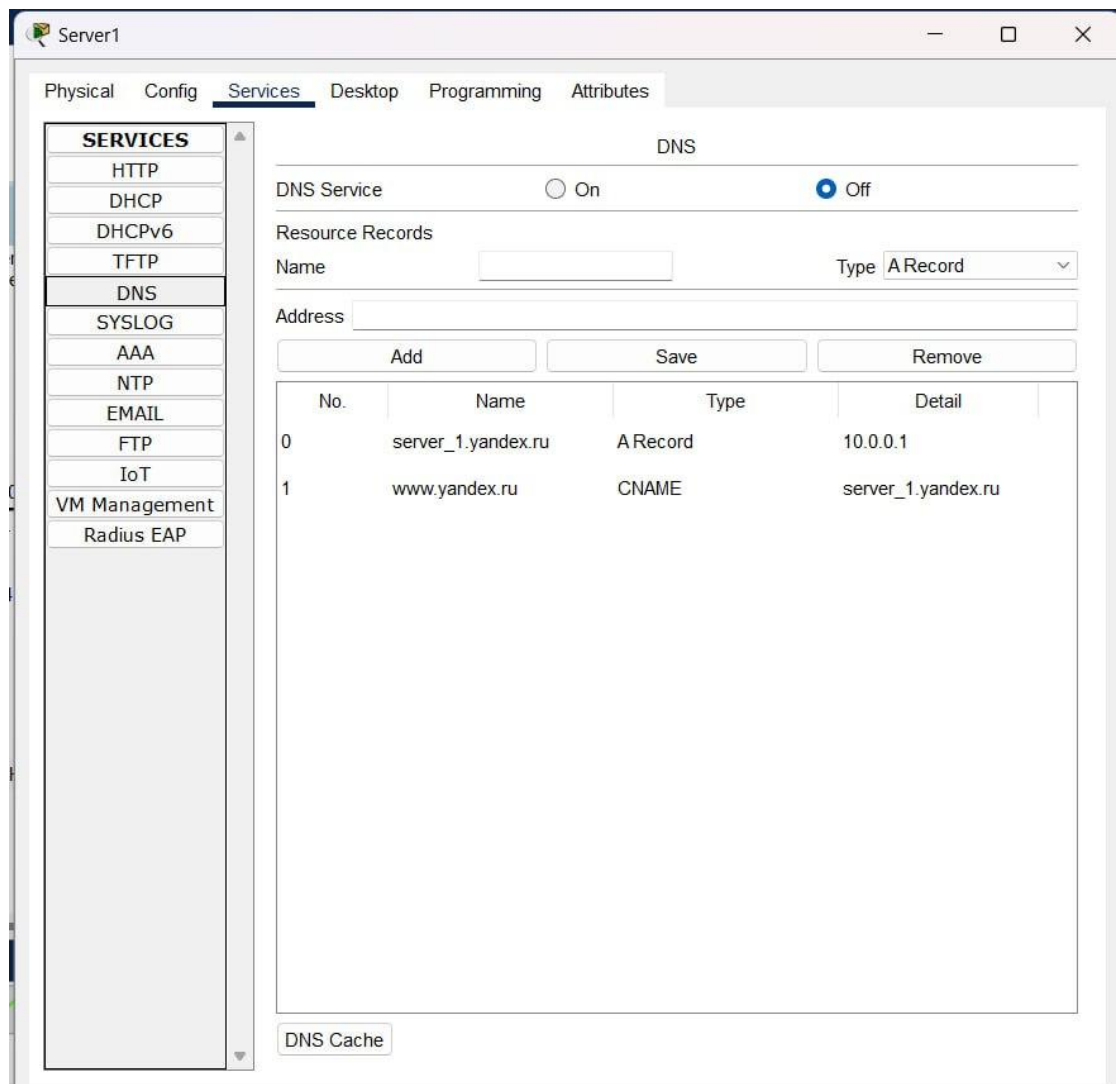 Server1
Physical Config Services Desktop Programming Attributes
SERVICES
HTTP
DHCP
DHCPv6
TFTP
DNS
SYSLOG
AAA
NTP
EMAIL
FTP
IoT
VM Management
Radius EAP
DNS
DNS Service On Off
Resource Records
Name Type A Record
Address
Add Save Remove
No. Name Type Detail
0 server_1.yandex.ru A Record 10.0.0.1
1 www.yandex.ru CNAME server_1.yandex.ru
DNS Cache